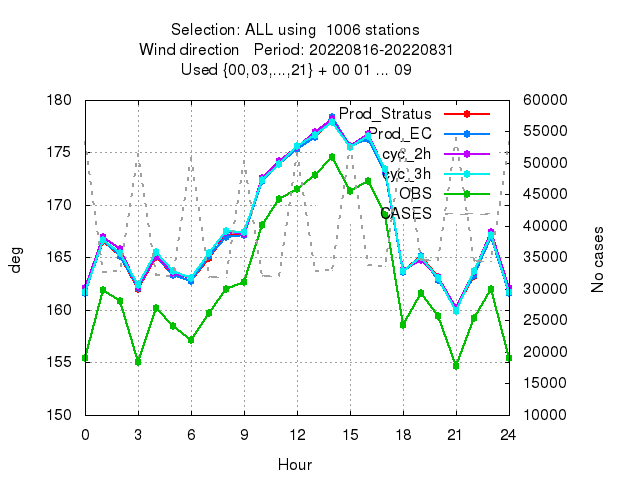 Selection: ALL using  1006 stations
Wind direction   Period: 20220816-20220831
Used {00,03,...,21} + 00 01 ... 09
180
175
170
165
160
155
150
60000
55000
50000
45000
40000
35000
30000
25000
20000
15000
10000
Prod_Stratus
Prod_EC
cyc_2h
cyc_3h
OBS
CASES
deg
No cases
0 3 6 9 12 15 18 21 24
Hour